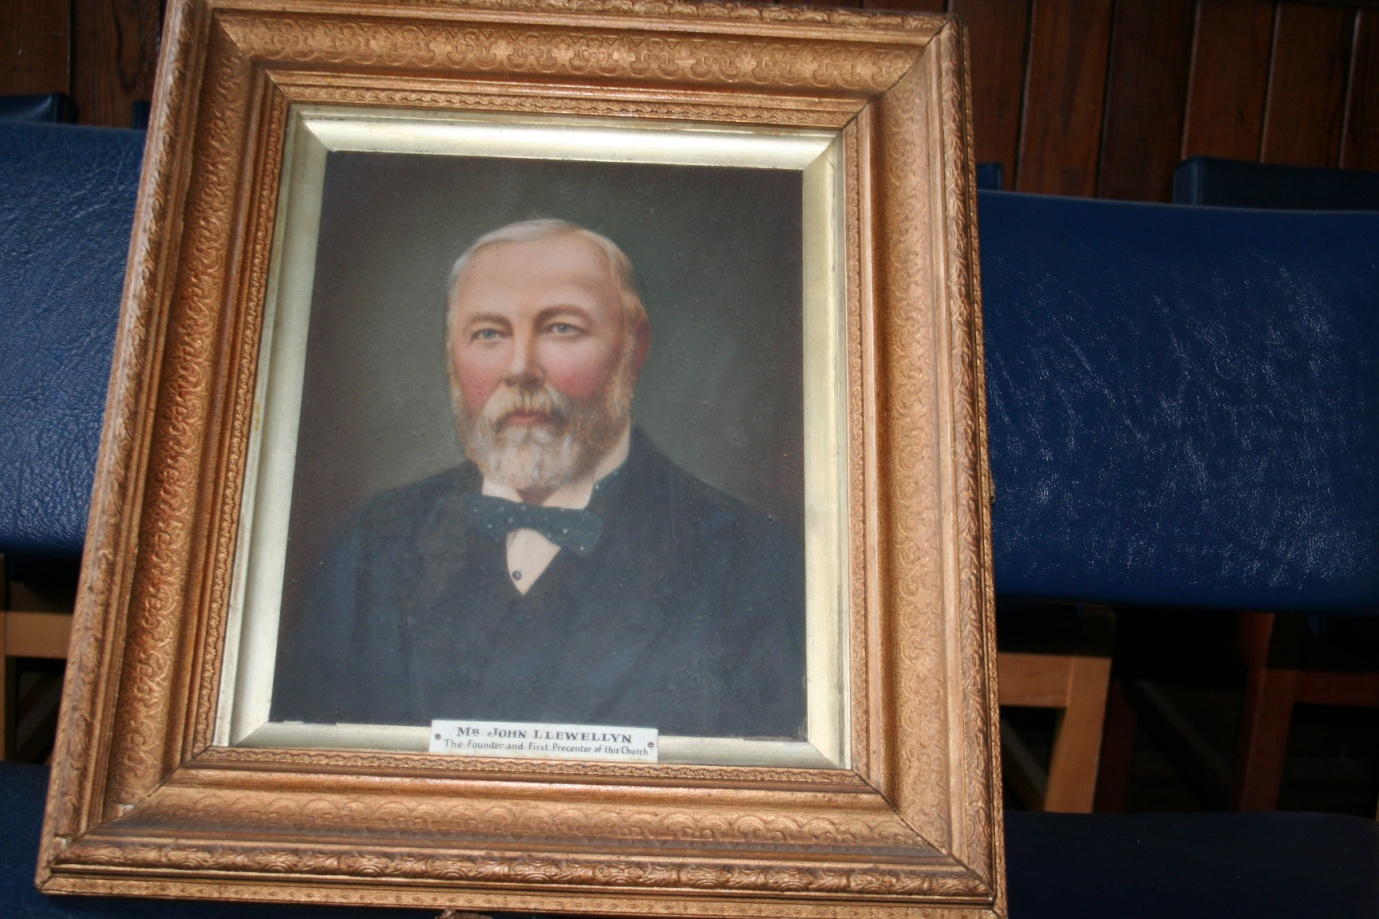 MR JOHN LLEWELLYN
The Founder and First Precentor of this Church